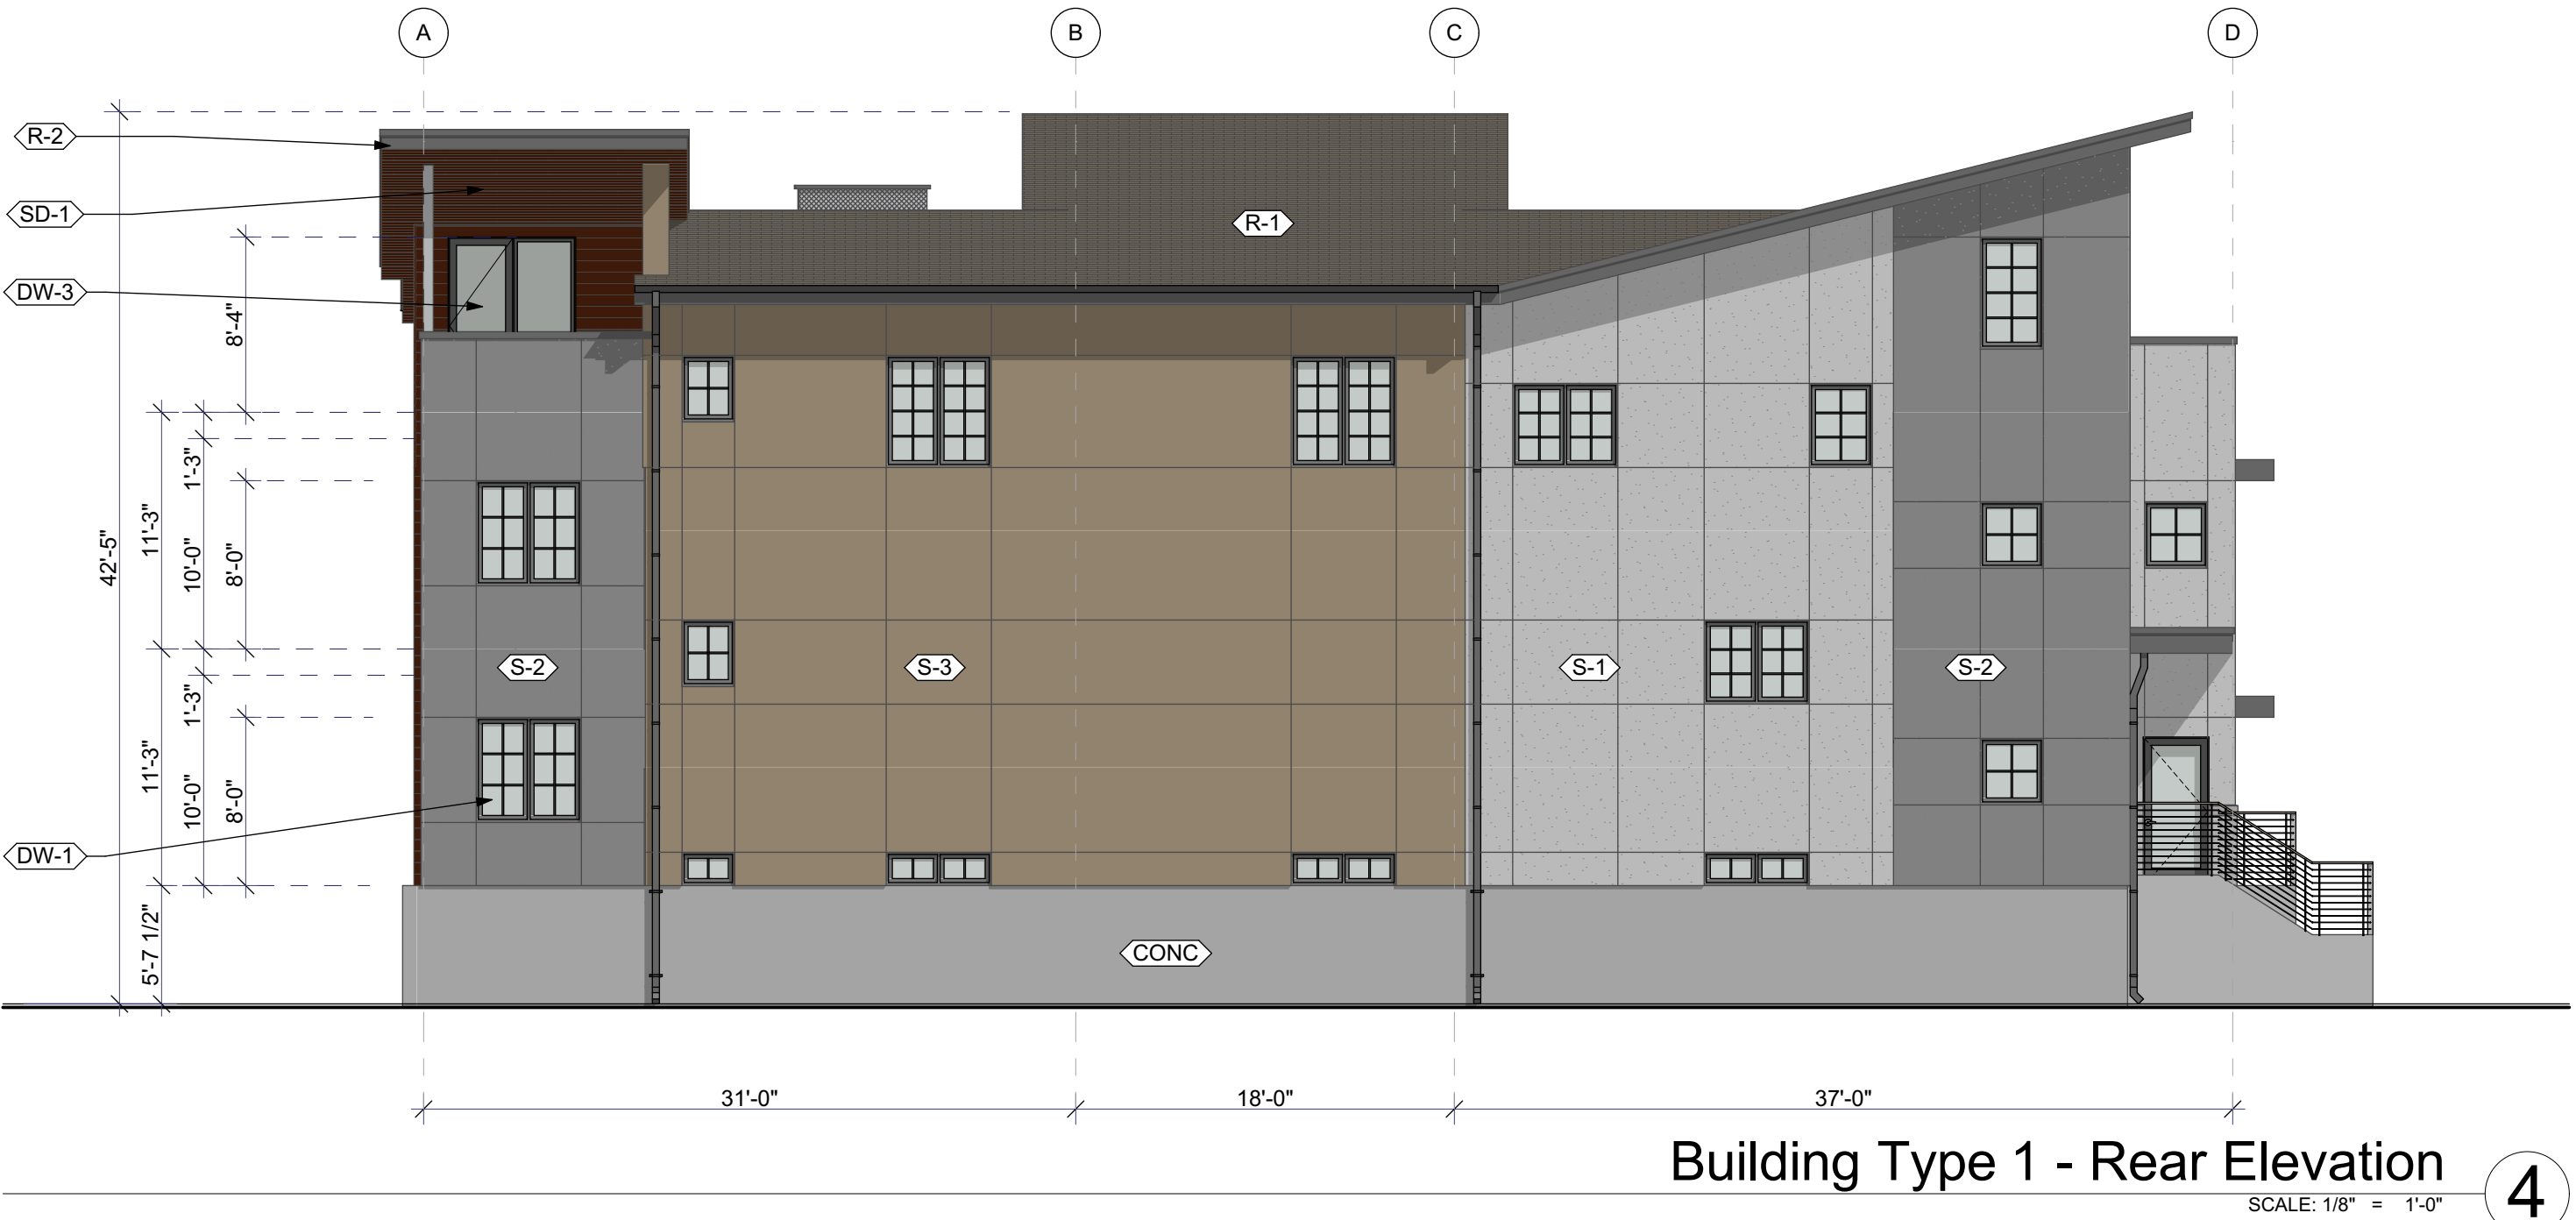 A
B
C
D
R-2
SD-1
R-1
DW-3
8'-4"
1'-3"
11'-3"
10'-0"
8'-0"
42'-5"
S-2
S-3
S-1
S-2
1'-3"
11'-3"
10'-0"
8'-0"
DW-1
5'-7 1/2"
CONC
31'-0"
18'-0"
37'-0"
Building Type 1 - Rear Elevation
4
SCALE: 1/8" = 1'-0"